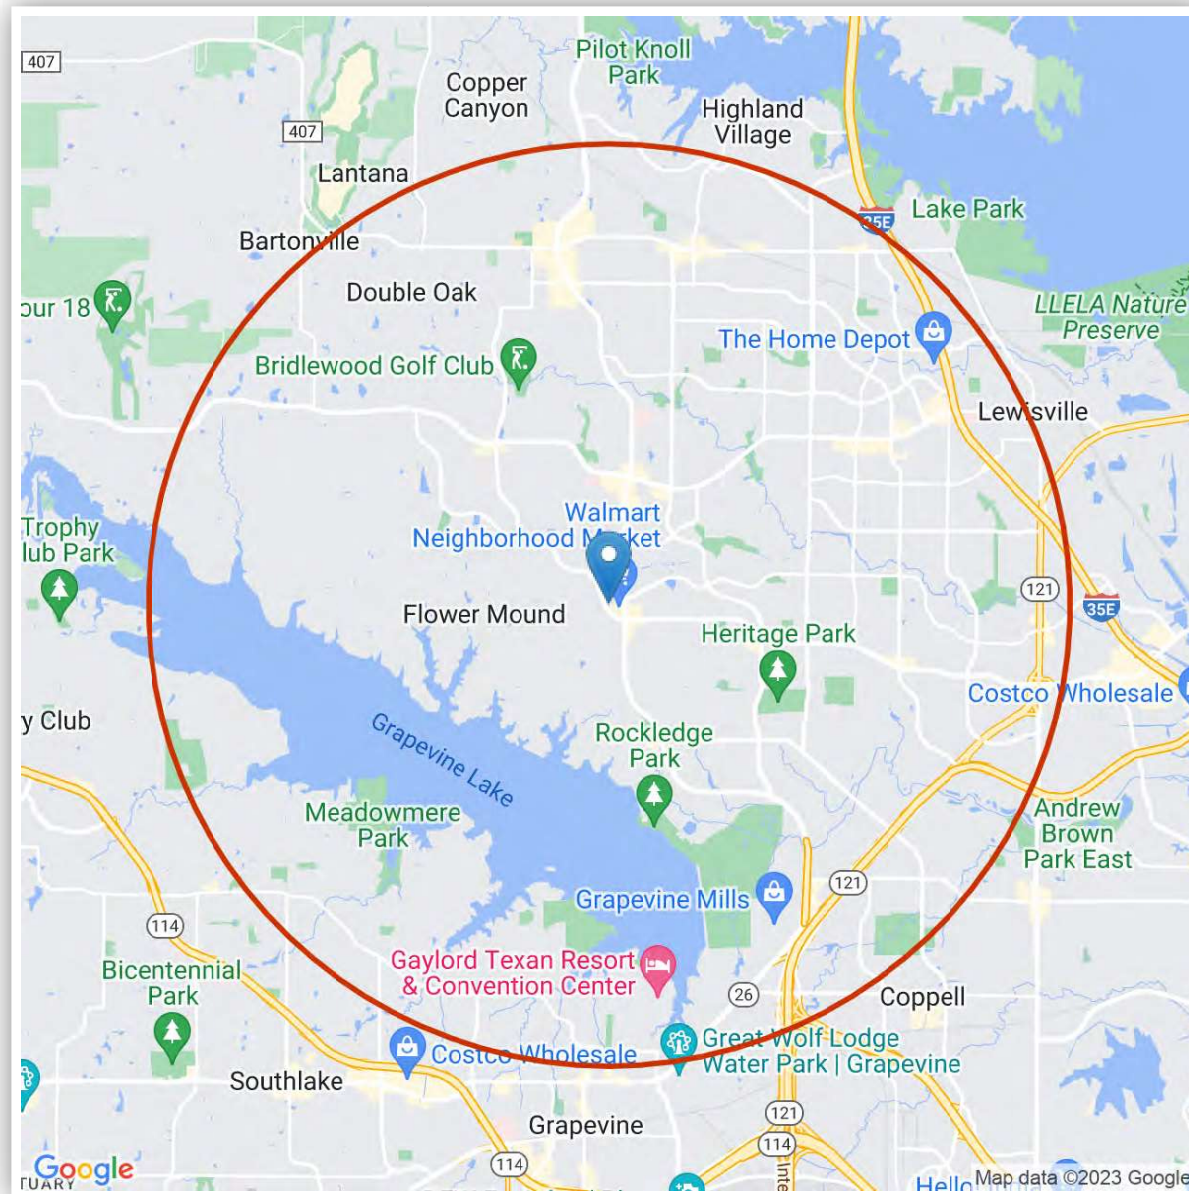 407
Pilot Knoll
Park
Copper
Canyon
Highland
Village
407
Lantana
Lake Park
35E
Bartonville
Double Oak
our 18
LLELA Nature
Preserve
The Home Depot
Bridlewood Golf Club
Lewisville
Walmart
Neighborhood Market
Trophy
lub Park
121
35E
Flower Mound
Heritage Park
Costco Wholesale
y Club
Grapevine Lake
Rockledge
Park
Meadowmere
Park
Andrew
Brown
Park East
121
Grapevine Mills
114
Gaylord Texan Resort
& Convention Center
Bicentennial
Park
26
Coppell
Great Wolf Lodge
Water Park | Grapevine
Costco Wholesale
Southlake
121
Grapevine
114
114
Google
TUARY
Inte
Map data ©2023 Google